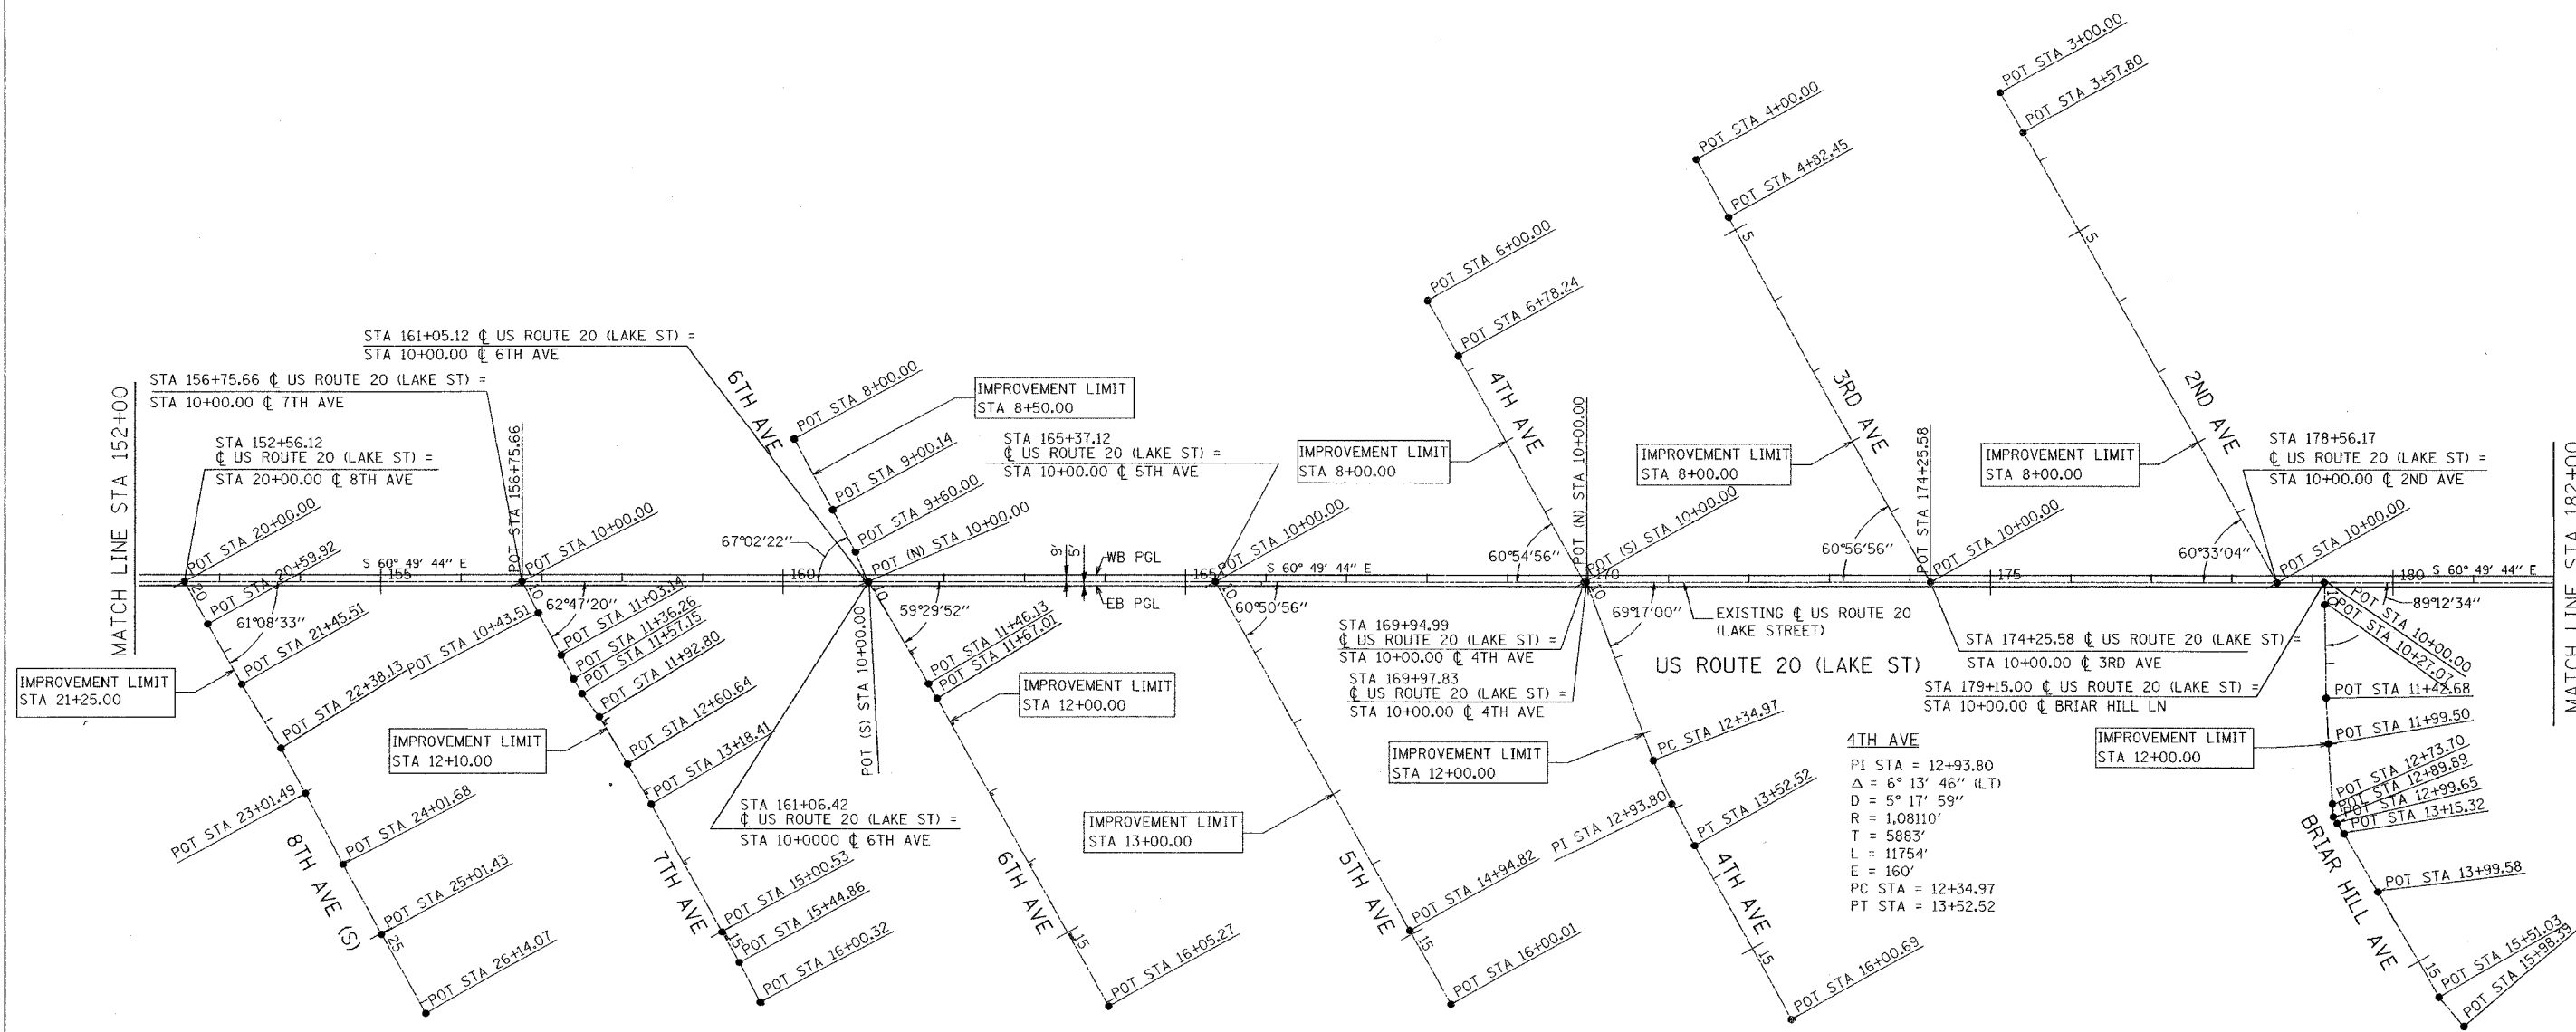 POT STA 3+00.00
POT STA 3+57.80
POT STA 4+00.00
POT STA 4+82.45
5
5
POT STA 6+00.00
POT STA 6+78.24
4TH AVE
3RD AVE
2ND AVE
STA 161+05.12 ℄ US ROUTE 20 (LAKE ST) =
STA 10+00.00 ℄ 6TH AVE
6TH AVE
STA 156+75.66 ℄ US ROUTE 20 (LAKE ST) =
STA 10+00.00 ℄ 7TH AVE
MATCH LINE STA 152+00
STA 152+56.12
℄ US ROUTE 20 (LAKE ST) =
STA 20+00.00 ℄ 8TH AVE
POT STA 8+00.00
IMPROVEMENT LIMIT
STA 8+50.00
POT STA 9+00.14
POT STA 9+60.00
POT (N) STA 10+00.00
STA 165+37.12
℄ US ROUTE 20 (LAKE ST) =
STA 10+00.00 ℄ 5TH AVE
IMPROVEMENT LIMIT
STA 8+00.00
POT (N) STA 10+00.00
IMPROVEMENT LIMIT
STA 8+00.00
POT STA 174+25.58
IMPROVEMENT LIMIT
STA 8+00.00
STA 178+56.17
℄ US ROUTE 20 (LAKE ST) =
STA 10+00.00 ℄ 2ND AVE
MATCH LINE STA 182+00
POT STA 20+00.00
POT STA 156+75.66
POT STA 10+00.00
67°02'22"
9'
5'
WB PGL
EB PGL
POT STA 10+00.00
60°54'56"
POT (S) STA 10+00.00
60°56'56"
POT STA 10+00.00
60°33'04"
POT STA 10+00.00
S 60° 49' 44" E
155
160
165
S 60° 49' 44" E
170
175
180
S 60° 49' 44" E
20
POT STA 20+59.92
61°08'33"
POT STA 21+45.51
IMPROVEMENT LIMIT
STA 21+25.00
POT STA 22+38.13
POT STA 23+01.49
POT STA 24+01.68
8TH AVE (S)
POT STA 25+01.43
25
POT STA 26+14.07
10
POT STA 10+43.51
62°47'20"
POT STA 11+03.14
POT STA 11+36.26
POT STA 11+57.15
POT STA 11+92.80
IMPROVEMENT LIMIT
STA 12+10.00
POT STA 12+60.64
POT STA 13+18.41
7TH AVE
POT STA 15+00.53
15
POT STA 15+44.86
POT STA 16+00.32
10
POT (S) STA 10+00.00
59°29'52"
POT STA 11+46.13
POT STA 11+67.01
IMPROVEMENT LIMIT
STA 12+00.00
STA 161+06.42
℄ US ROUTE 20 (LAKE ST) =
STA 10+0000 ℄ 6TH AVE
6TH AVE
15
POT STA 16+05.27
10
60°50'56"
IMPROVEMENT LIMIT
STA 13+00.00
5TH AVE
POT STA 14+94.82
15
POT STA 16+00.01
STA 169+94.99
℄ US ROUTE 20 (LAKE ST) =
STA 10+00.00 ℄ 4TH AVE
STA 169+97.83
℄ US ROUTE 20 (LAKE ST) =
STA 10+00.00 ℄ 4TH AVE
10
69°17'00"
EXISTING ℄ US ROUTE 20
(LAKE STREET)
US ROUTE 20 (LAKE ST)
IMPROVEMENT LIMIT
STA 12+00.00
PC STA 12+34.97
PI STA 12+93.80
PT STA 13+52.52
4TH AVE
15
POT STA 16+00.69
4TH AVE
PI STA = 12+93.80
Δ = 6° 13' 46" (LT)
D = 5° 17' 59"
R = 1,08110'
T = 5883'
L = 11754'
E = 160'
PC STA = 12+34.97
PT STA = 13+52.52
STA 174+25.58 ℄ US ROUTE 20 (LAKE ST) =
STA 10+00.00 ℄ 3RD AVE
STA 179+15.00 ℄ US ROUTE 20 (LAKE ST) =
STA 10+00.00 ℄ BRIAR HILL LN
IMPROVEMENT LIMIT
STA 12+00.00
89°12'34"
10
POT STA 10+00.00
POT STA 10+27.07
POT STA 11+42.68
POT STA 11+99.50
POT STA 12+73.70
POT STA 12+89.89
POT STA 12+99.65
POT STA 13+15.32
POT STA 13+99.58
BRIAR HILL AVE
15
POT STA 15+51.03
POT STA 15+98.39